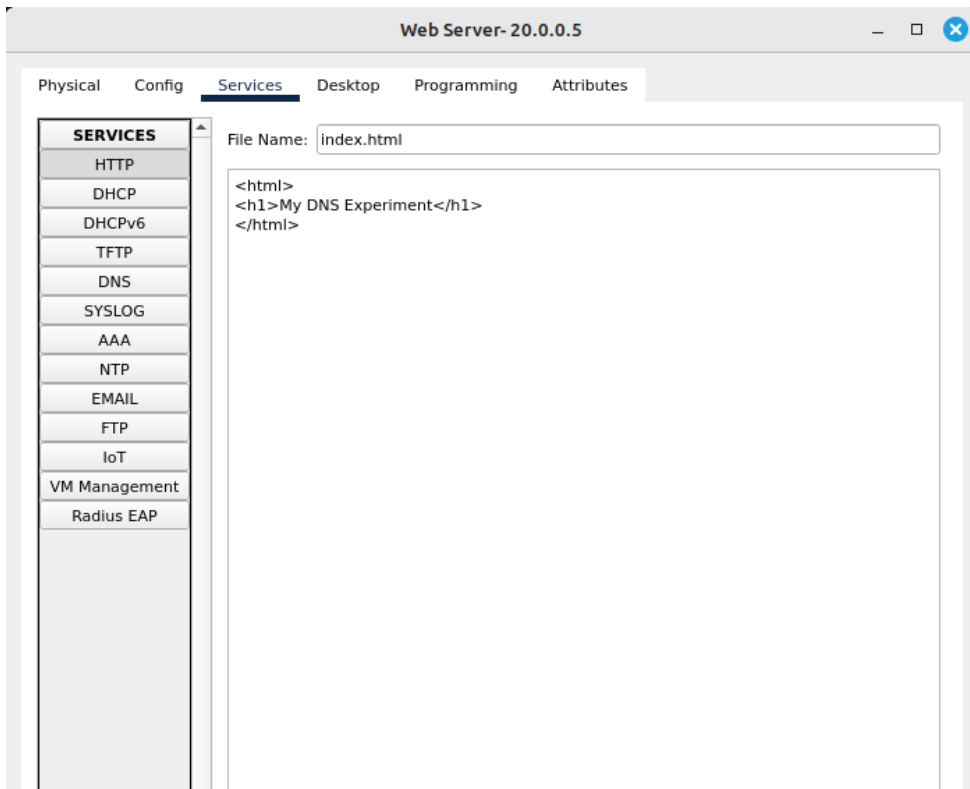 Web Server- 20.0.0.5
Physical Config Services Desktop Programming Attributes
SERVICES
HTTP
DHCP
DHCPv6
TFTP
DNS
SYSLOG
AAA
NTP
EMAIL
FTP
IoT
VM Management
Radius EAP
File Name: index.html
<html>
<h1>My DNS Experiment</h1>
</html>